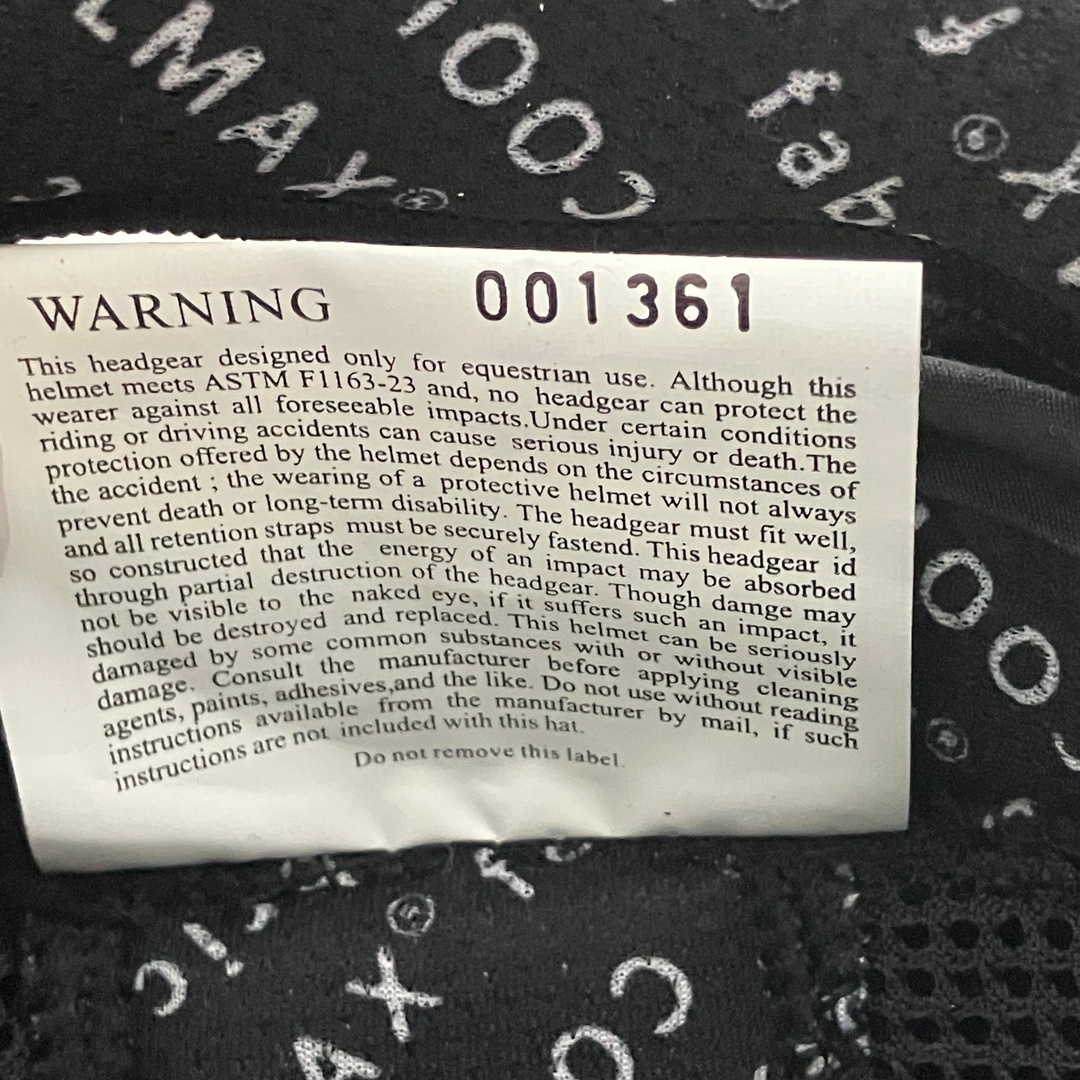 MAX®
COO
fab
WARNING 001361
This headgear designed only for equestrian use. Although this
helmet meets ASTM F1163-23 and, no headgear can protect the
wearer against all foreseeable impacts.Under certain conditions
riding or driving accidents can cause serious injury or death.The
protection offered by the helmet depends on the circumstances of
the accident ; the wearing of a protective helmet will not always
prevent death or long-term disability. The headgear must fit well,
and all retention straps must be securely fastend. This headgear id
so constructed that the energy of an impact may be absorbed
through partial destruction of the headgear. Though damge may
not be visible to the naked eye, if it suffers such an impact, it
should be destroyed and replaced. This helmet can be seriously
damaged by some common substances with or without visible
damage. Consult the manufacturer before applying cleaning
agents, paints, adhesives,and the like. Do not use without reading
instructions available from the manufacturer by mail, if such
instructions are not included with this hat.
Do not remove this label.